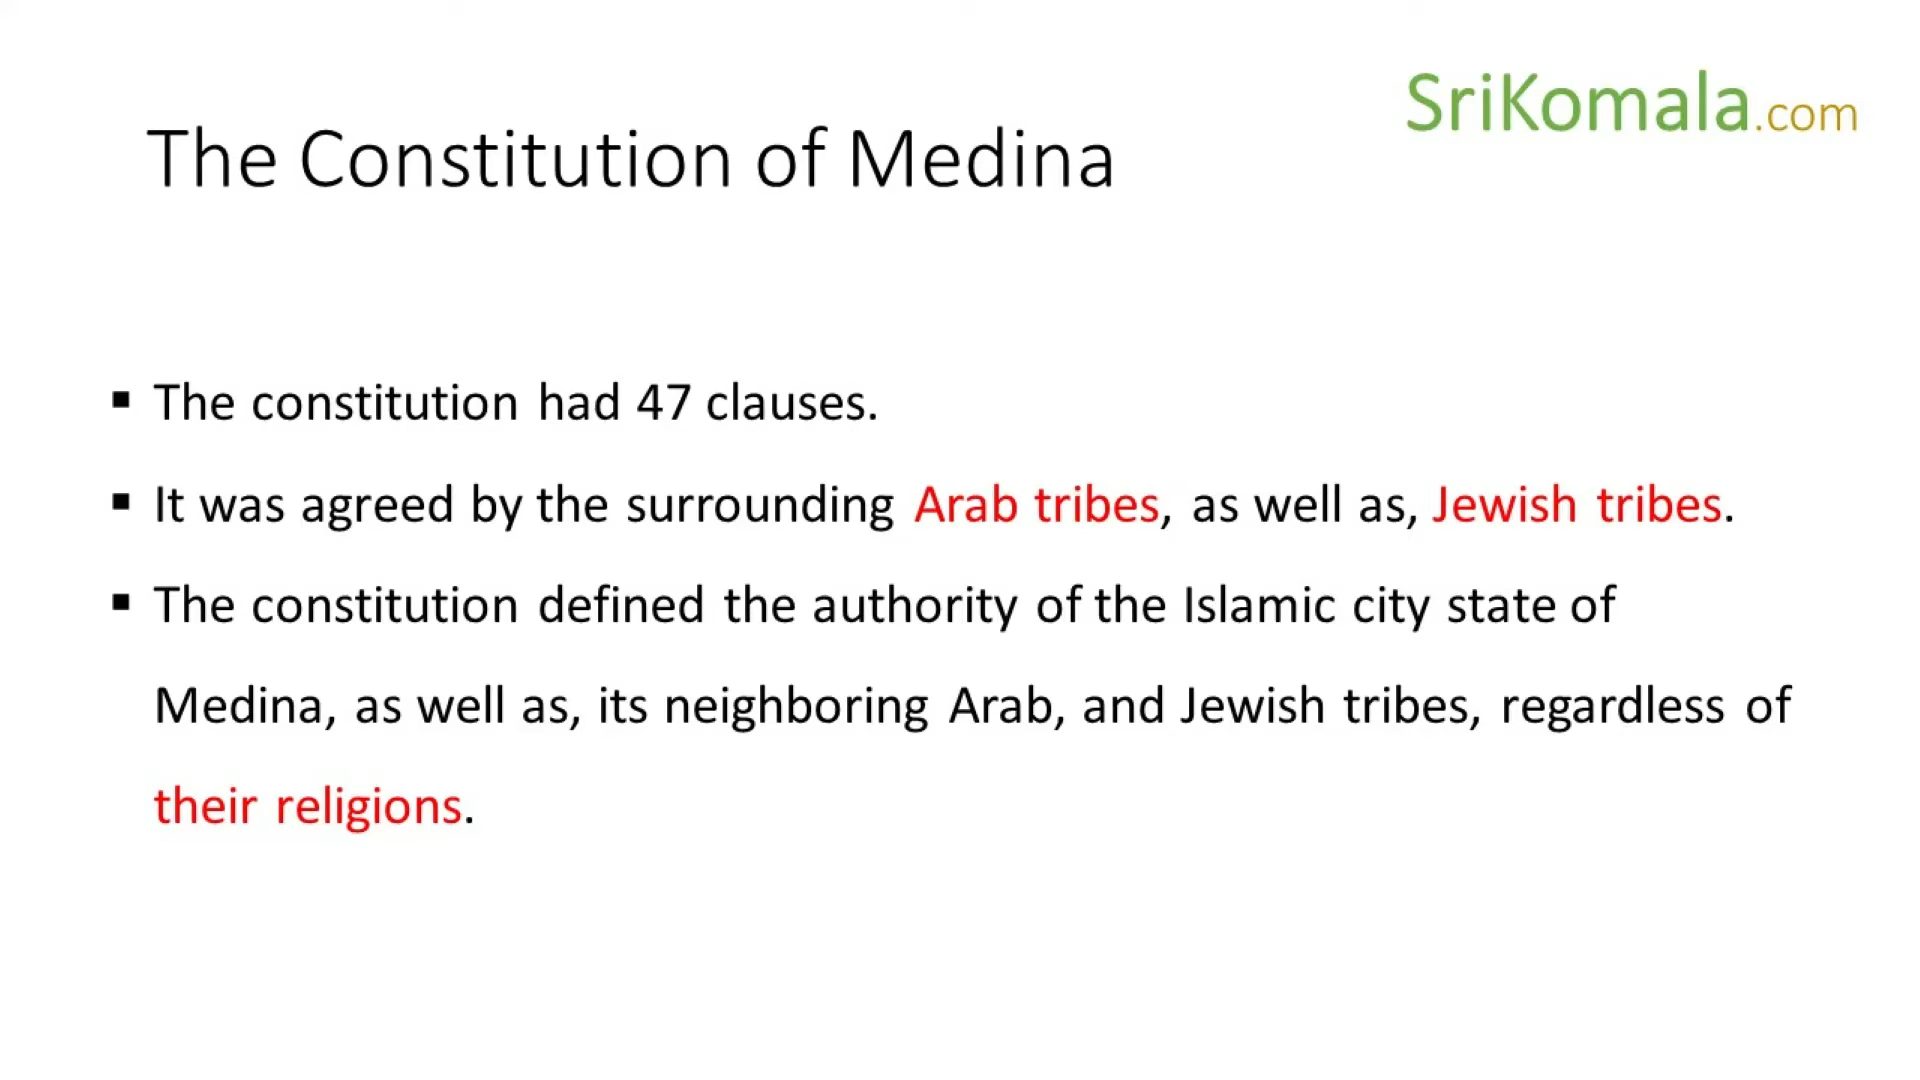 SriKomala.com
The Constitution of Medina
▪ The constitution had 47 clauses.
▪ It was agreed by the surrounding Arab tribes, as well as, Jewish tribes.
▪ The constitution defined the authority of the Islamic city state of
Medina, as well as, its neighboring Arab, and Jewish tribes, regardless of
their religions.